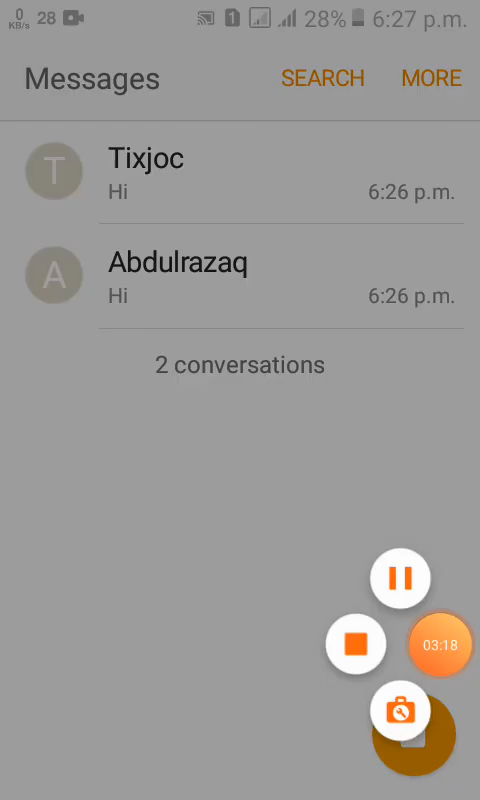 0 KB/s 28 1 28% 6:27 p.m.
Messages SEARCH MORE
T Tixjoc
Hi 6:26 p.m.
A Abdulrazaq
Hi 6:26 p.m.
2 conversations
03:18